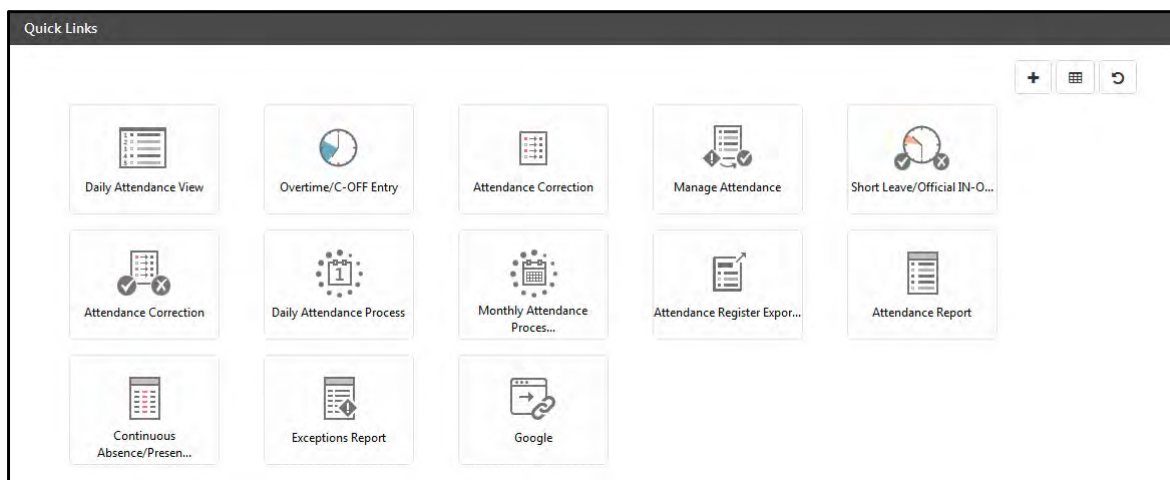 Quick Links
Daily Attendance View
Overtime/C-OFF Entry
Attendance Correction
Manage Attendance
Short Leave/Official IN-O...
Attendance Correction
Daily Attendance Process
Monthly Attendance
Proces...
Attendance Register Expor...
Attendance Report
Continuous
Absence/Presen...
Exceptions Report
Google